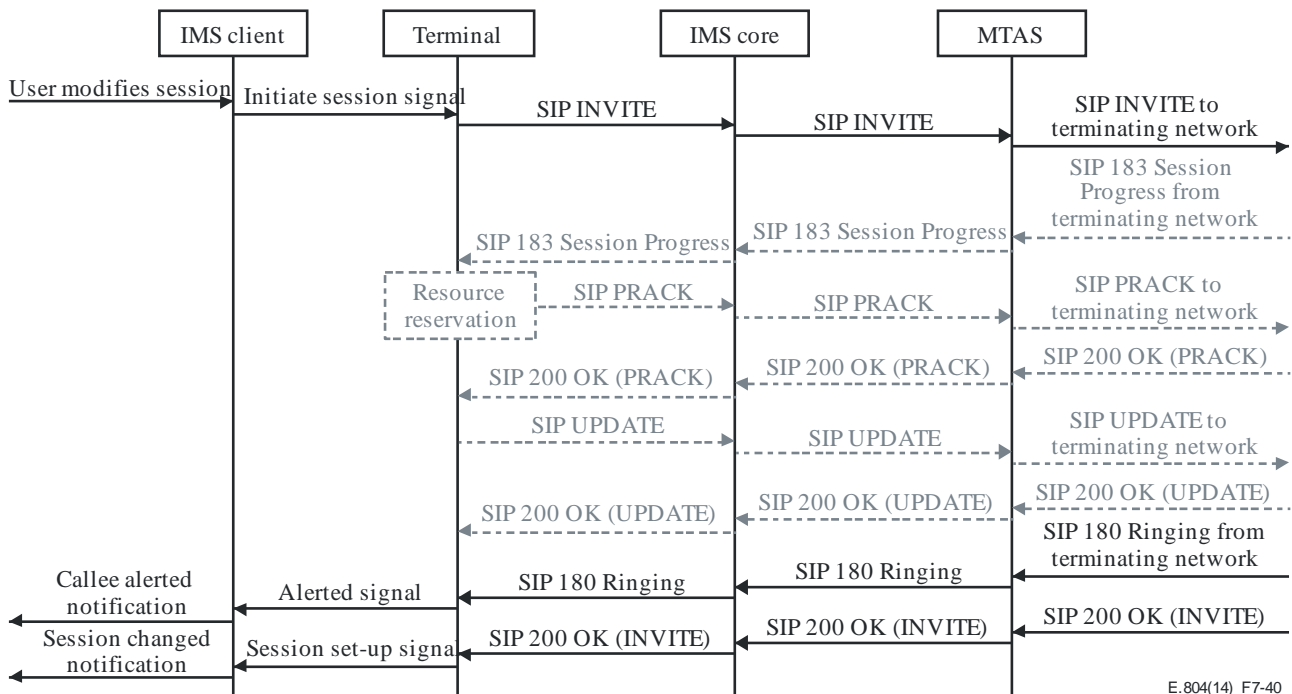 IMS client
Terminal
IMS core
MTAS
User modifies session
Initiate session signal
SIP INVITE
SIP INVITE
SIP INVITE to
terminating network
SIP 183 Session
Progress from
terminating network
SIP 183 Session Progress
SIP 183 Session Progress
Resource
reservation
SIP PRACK
SIP PRACK
SIP PRACK to
terminating network
SIP 200 OK (PRACK)
SIP 200 OK (PRACK)
SIP 200 OK (PRACK)
SIP UPDATE
SIP UPDATE
SIP UPDATE to
terminating network
SIP 200 OK (UPDATE)
SIP 200 OK (UPDATE)
SIP 200 OK (UPDATE)
SIP 180 Ringing from
terminating network
SIP 180 Ringing
SIP 180 Ringing
Alerted signal
Callee alerted
notification
SIP 200 OK (INVITE)
SIP 200 OK (INVITE)
SIP 200 OK (INVITE)
Session set-up signal
Session changed
notification
E.804(14)_F7-40